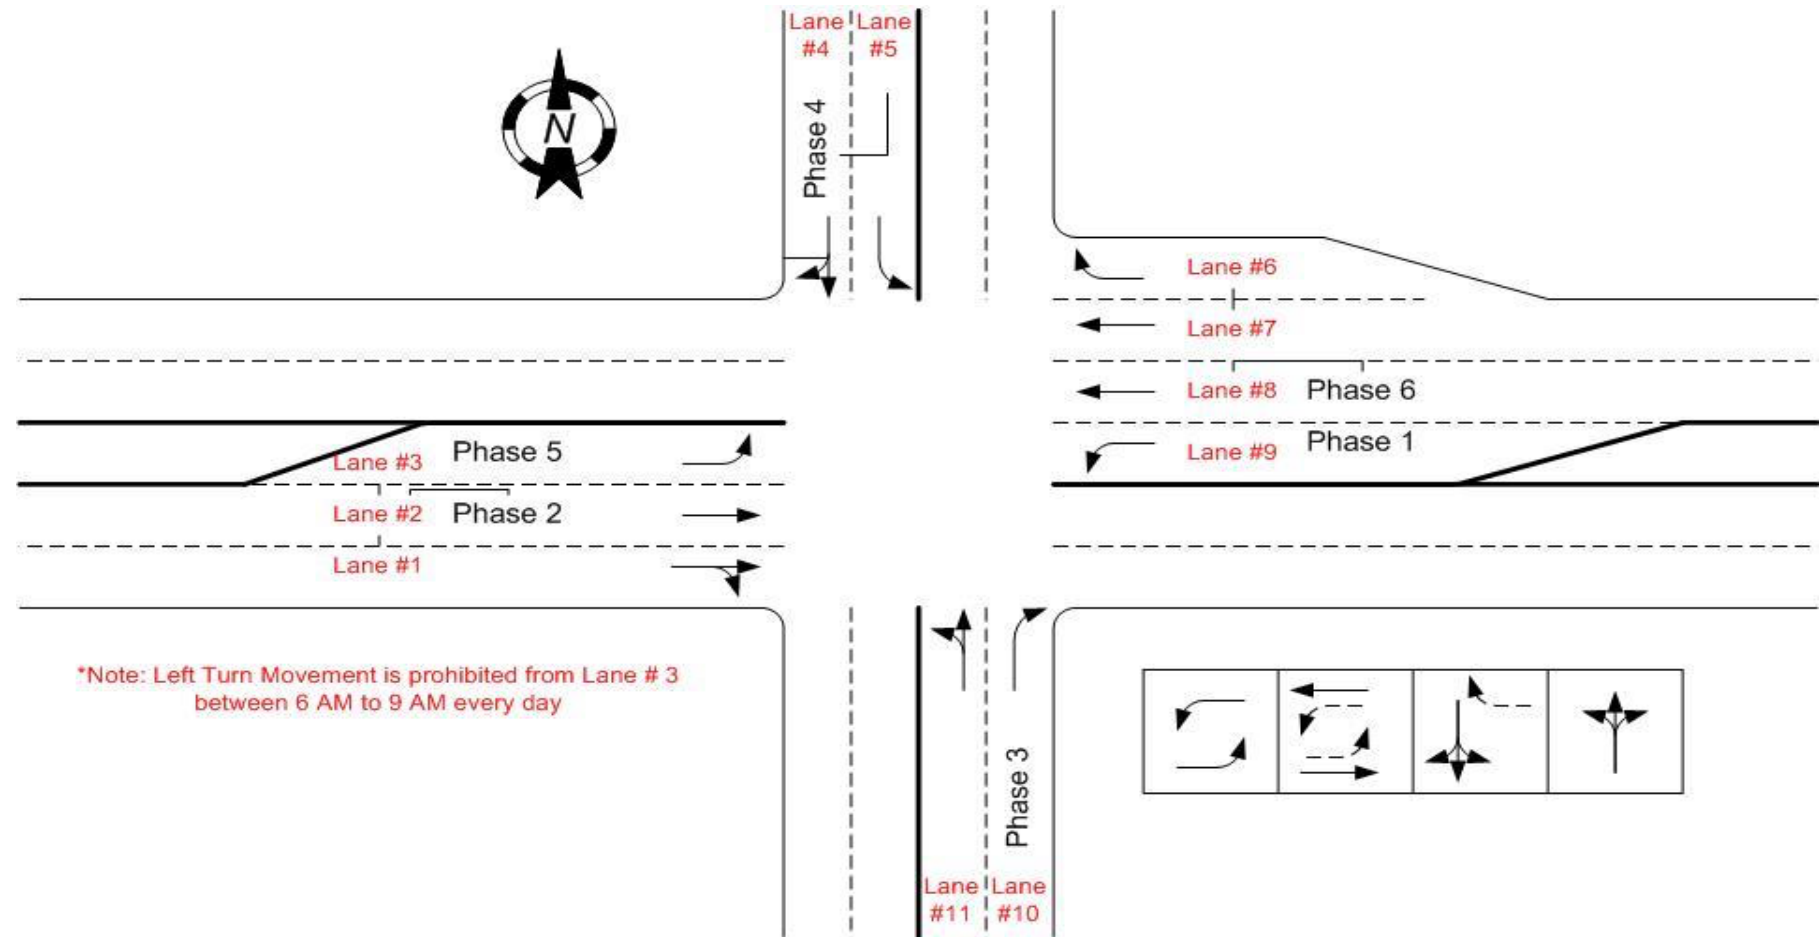 Lane
#4
Lane
#5
Phase 4
N
Lane #6
Lane #7
Lane #8
Phase 6
Lane #9
Phase 1
Lane #3
Phase 5
Lane #2
Phase 2
Lane #1
*Note: Left Turn Movement is prohibited from Lane # 3
between 6 AM to 9 AM every day
Phase 3
Lane
#11
Lane
#10